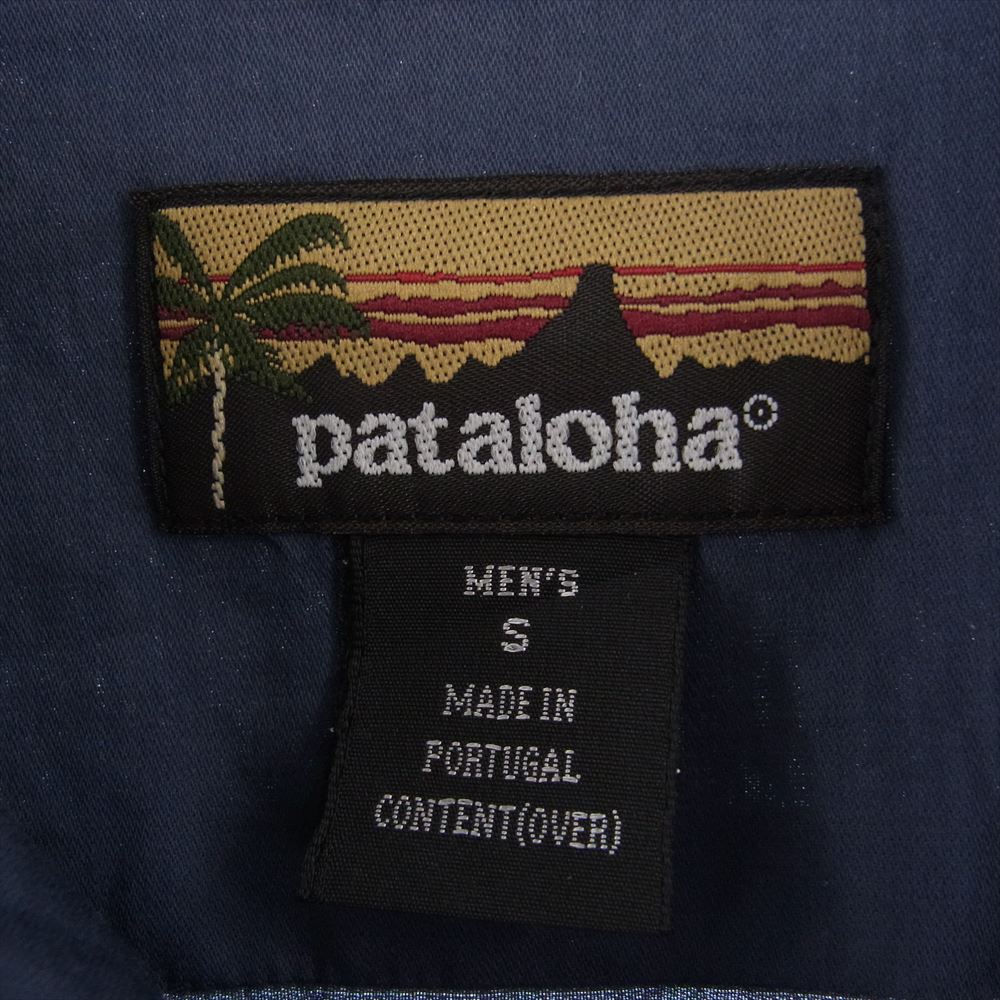 pataloha®
MEN'S
S
MADE IN
PORTUGAL
CONTENT(OVER)